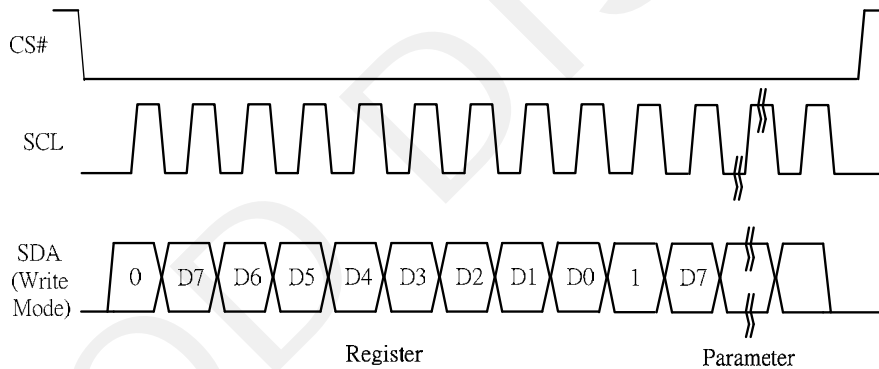 CS#
SCL
SDA
(Write
Mode)
0 D7 D6 D5 D4 D3 D2 D1 D0 1 D7
Register Parameter